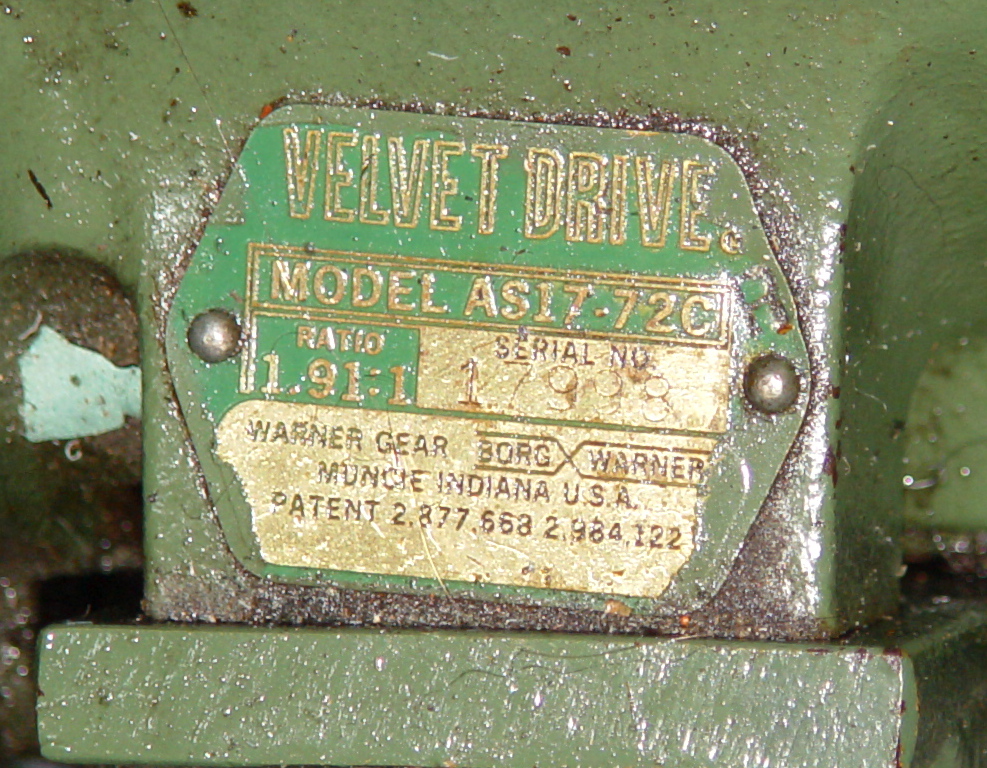 VELVET DRIVE
MODEL AS17-72C
RATIO
1.91:1
SERIAL NO.
WARNER GEAR BORG WARNER
MUNCIE INDIANA U.S.A.
PATENT 2,877,668 2,984,122